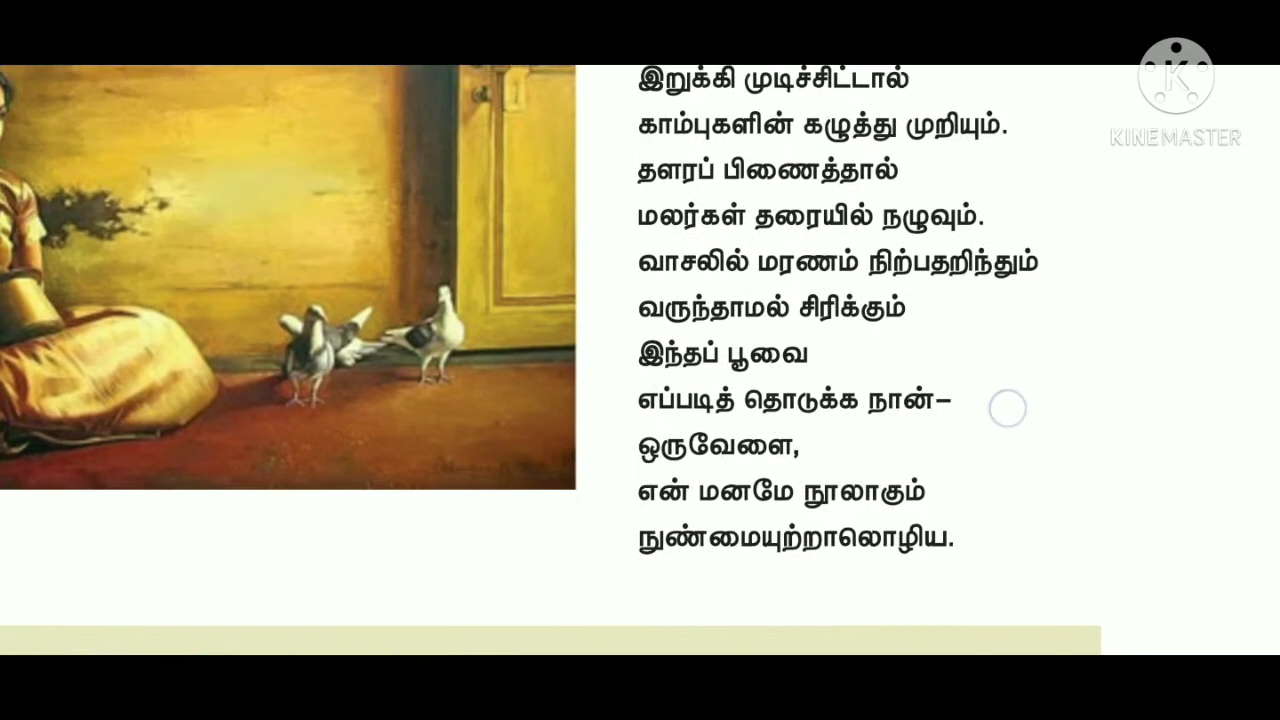 இறுக்கி முடிச்சிட்டால்
காம்புகளின் கழுத்து முறியும்.
தளரப் பிணைத்தால்
மலர்கள் தரையில் நழுவும்.
வாசலில் மரணம் நிற்பதறிந்தும்
வருந்தாமல் சிரிக்கும்
இந்தப் பூவை
எப்படித் தொடுக்க நான்–
ஒருவேளை,
என் மனமே நூலாகும்
நுண்மையுற்றாலொழிய.
K
KINEMASTER